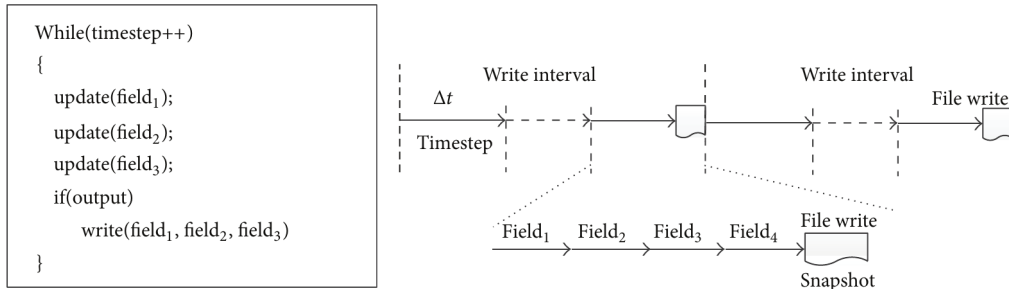 While(timestep++)
{
update(field₁);
update(field₂);
update(field₃);
if(output)
write(field₁, field₂, field₃)
}
Write interval
Write interval
Δt
File write
Timestep
Field₁ Field₂ Field₃ Field₄
File write
Snapshot